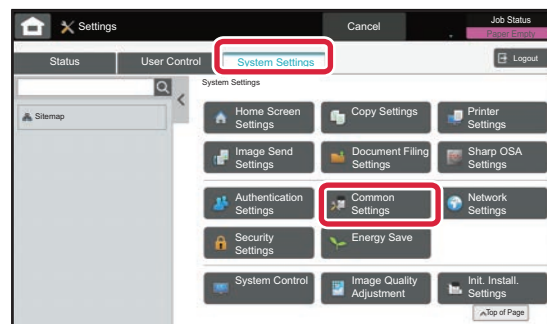 Settings
Cancel
Job Status
Paper Empty
Status
User Control
System Settings
Logout
System Settings
Sitemap
Home Screen
Settings
Copy Settings
Printer
Settings
Image Send
Settings
Document Filing
Settings
Sharp OSA
Settings
Authentication
Settings
Common
Settings
Network
Settings
Security
Settings
Energy Save
System Control
Image Quality
Adjustment
Init. Install.
Settings
Top of Page